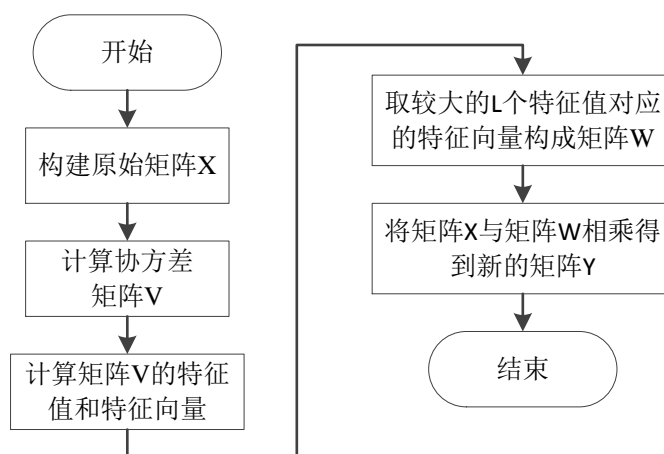 开始
构建原始矩阵X
计算协方差
矩阵V
计算矩阵V的特征
值和特征向量
取较大的L个特征值对应
的特征向量构成矩阵W
将矩阵X与矩阵W相乘得
到新的矩阵Y
结束